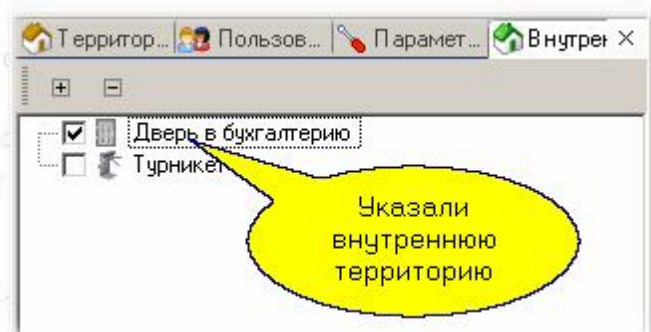 Территор... Пользов... Парамет... Внутрен
Дверь в бухгалтерию
Турникет
Указали
внутреннюю
территорию